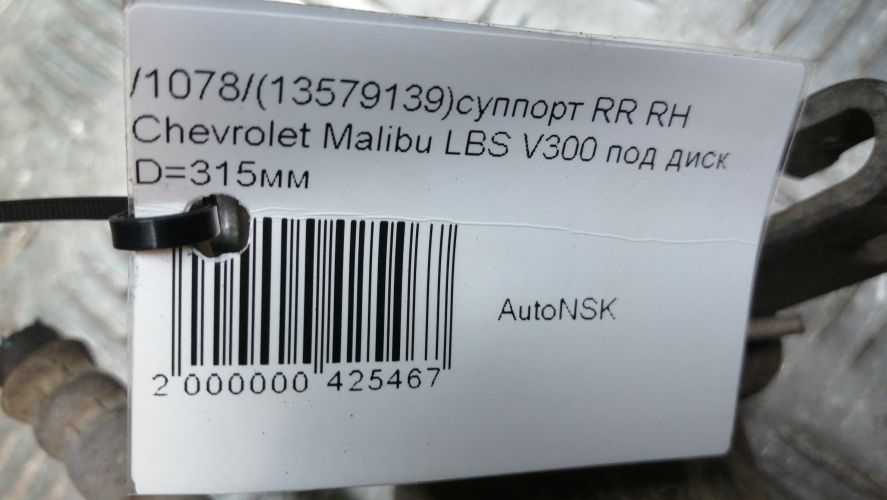 /1078/(13579139)суппорт RR RH
Chevrolet Malibu LBS V300 под диск
D=315мм
AutoNSK
2 000000 425467